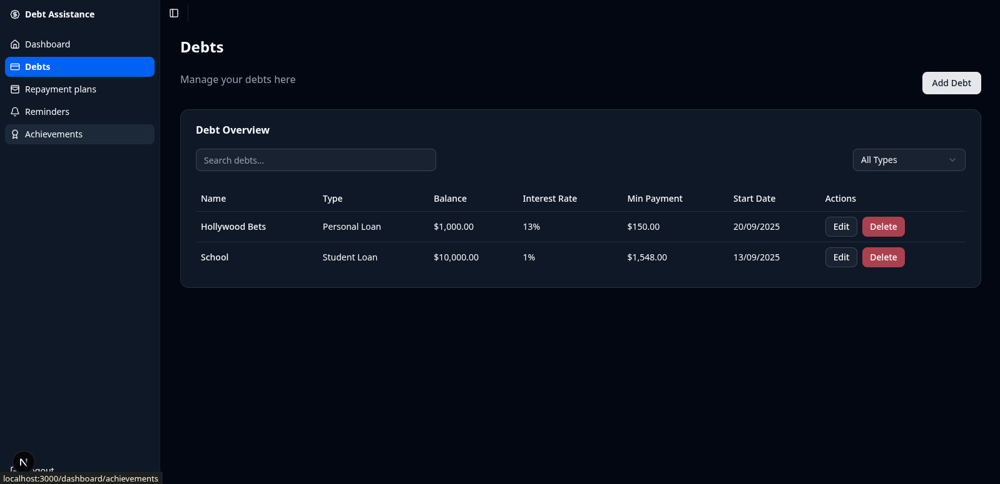 Debt Assistance
Dashboard
Debts
Repayment plans
Reminders
Achievements
Debts
Manage your debts here
Add Debt
Debt Overview
Search debts...
All Types
Name Type Balance Interest Rate Min Payment Start Date Actions
Hollywood Bets Personal Loan $1,000.00 13% $150.00 20/09/2025 Edit Delete
School Student Loan $10,000.00 1% $1,548.00 13/09/2025 Edit Delete
N
localhost:3000/dashboard/achievements